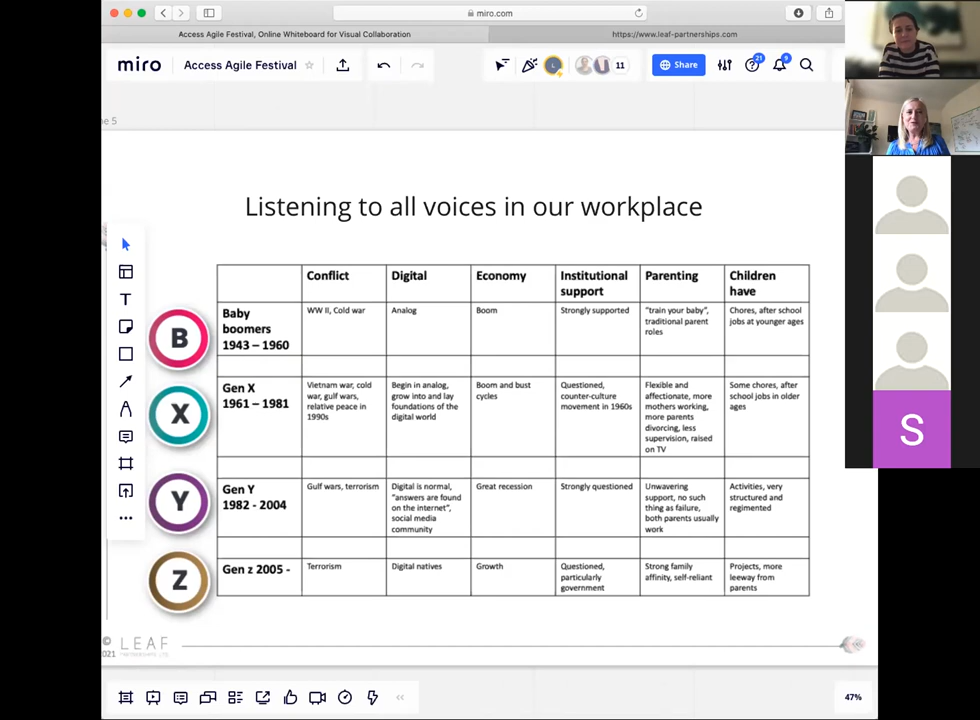 miro.com
Access Agile Festival, Online Whiteboard for Visual Collaboration
https://www.leaf-partnerships.com
miro
Access Agile Festival
L
11
Share
21
9
e 5
Listening to all voices in our workplace
Conflict
Digital
Economy
Institutional
support
Parenting
Children
have
B
Baby
boomers
1943 – 1960
WW II, Cold war
Analog
Boom
Strongly supported
"train your baby",
traditional parent
roles
Chores, after school
jobs at younger ages
X
Gen X
1961 – 1981
Vietnam war, cold
war, gulf wars,
relative peace in
1990s
Begin in analog,
grow into and lay
foundations of the
digital world
Boom and bust
cycles
Questioned,
counter-culture
movement in 1960s
Flexible and
affectionate, more
mothers working,
more parents
divorcing, less
supervision, raised
on TV
Some chores, after
school jobs in older
ages
Y
Gen Y
1982 - 2004
Gulf wars, terrorism
Digital is normal,
"answers are found
on the internet",
social media
community
Great recession
Strongly questioned
Unwavering
support, no such
thing as failure,
both parents usually
work
Activities, very
structured and
regimented
Z
Gen z 2005 -
Terrorism
Digital natives
Growth
Questioned,
particularly
government
Strong family
affinity, self-reliant
Projects, more
leeway from
parents
S
© LEAF
2021 PARTNERSHIPS LTD
47%